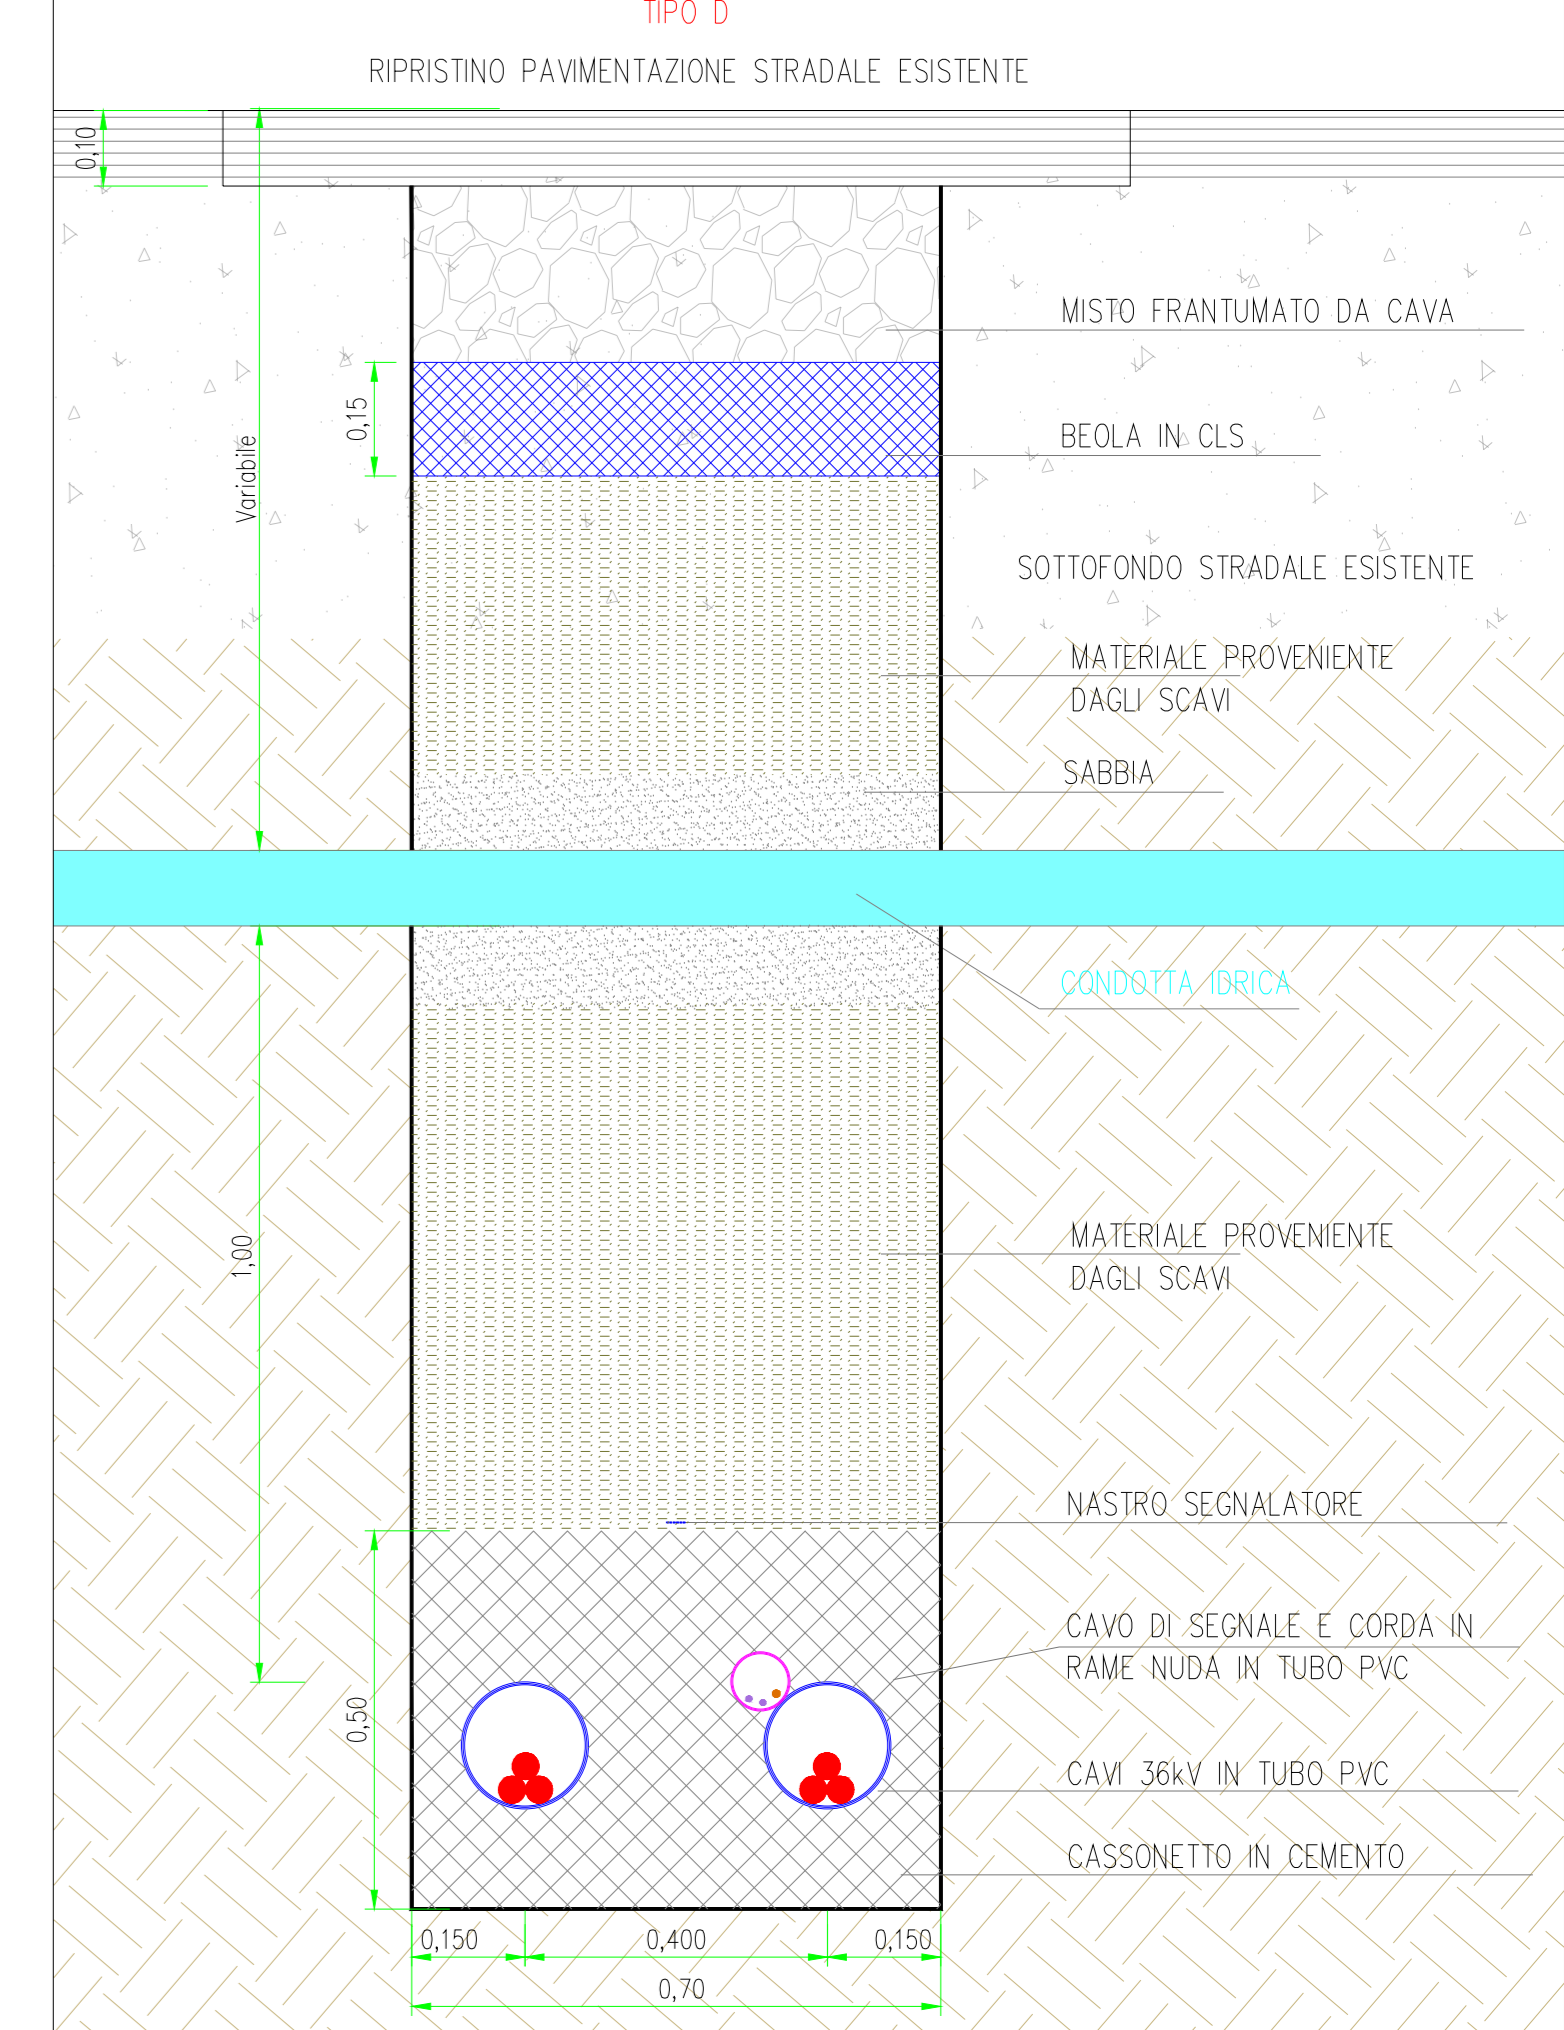 TIPO D
RIPRISTINO PAVIMENTAZIONE STRADALE ESISTENTE
0,10
MISTO FRANTUMATO DA CAVA
0,15
BEOLA IN CLS
Variabile
SOTTOFONDO STRADALE ESISTENTE
MATERIALE PROVENIENTE
DAGLI SCAVI
SABBIA
CONDOTTA IDRICA
1,00
MATERIALE PROVENIENTE
DAGLI SCAVI
NASTRO SEGNALATORE
CAVO DI SEGNALE E CORDA IN
RAME NUDA IN TUBO PVC
0,50
CAVI 36kV IN TUBO PVC
CASSONETTO IN CEMENTO
0,150 0,400 0,150
0,70